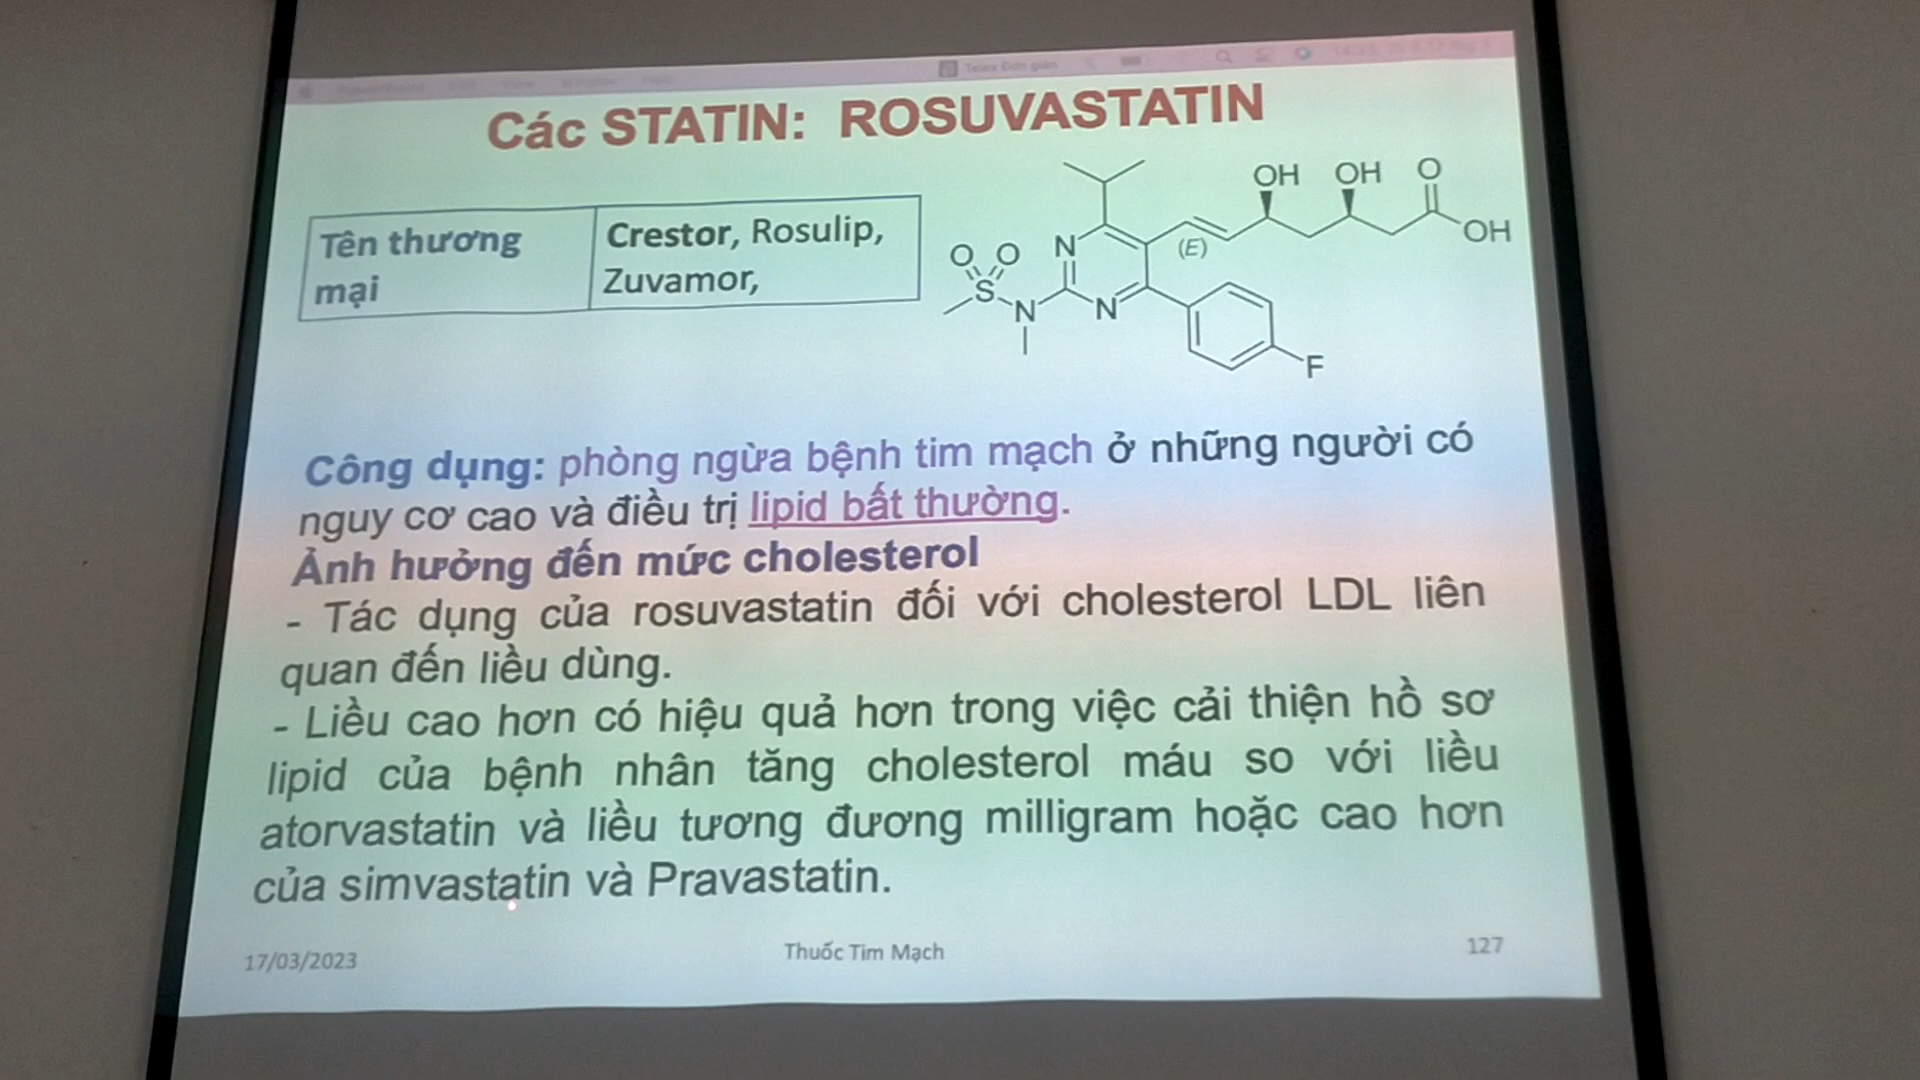 Telex Đơn giản
Các STATIN: ROSUVASTATIN
Tên thương
mại
Crestor, Rosulip,
Zuvamor,
OH OH O
OH
(E)
N
O O
S
N
N
F
Công dụng: phòng ngừa bệnh tim mạch ở những người có
nguy cơ cao và điều trị lipid bất thường.
Ảnh hưởng đến mức cholesterol
- Tác dụng của rosuvastatin đối với cholesterol LDL liên
quan đến liều dùng.
- Liều cao hơn có hiệu quả hơn trong việc cải thiện hồ sơ
lipid của bệnh nhân tăng cholesterol máu so với liều
atorvastatin và liều tương đương milligram hoặc cao hơn
của simvastatin và Pravastatin.
17/03/2023
Thuốc Tim Mạch
127